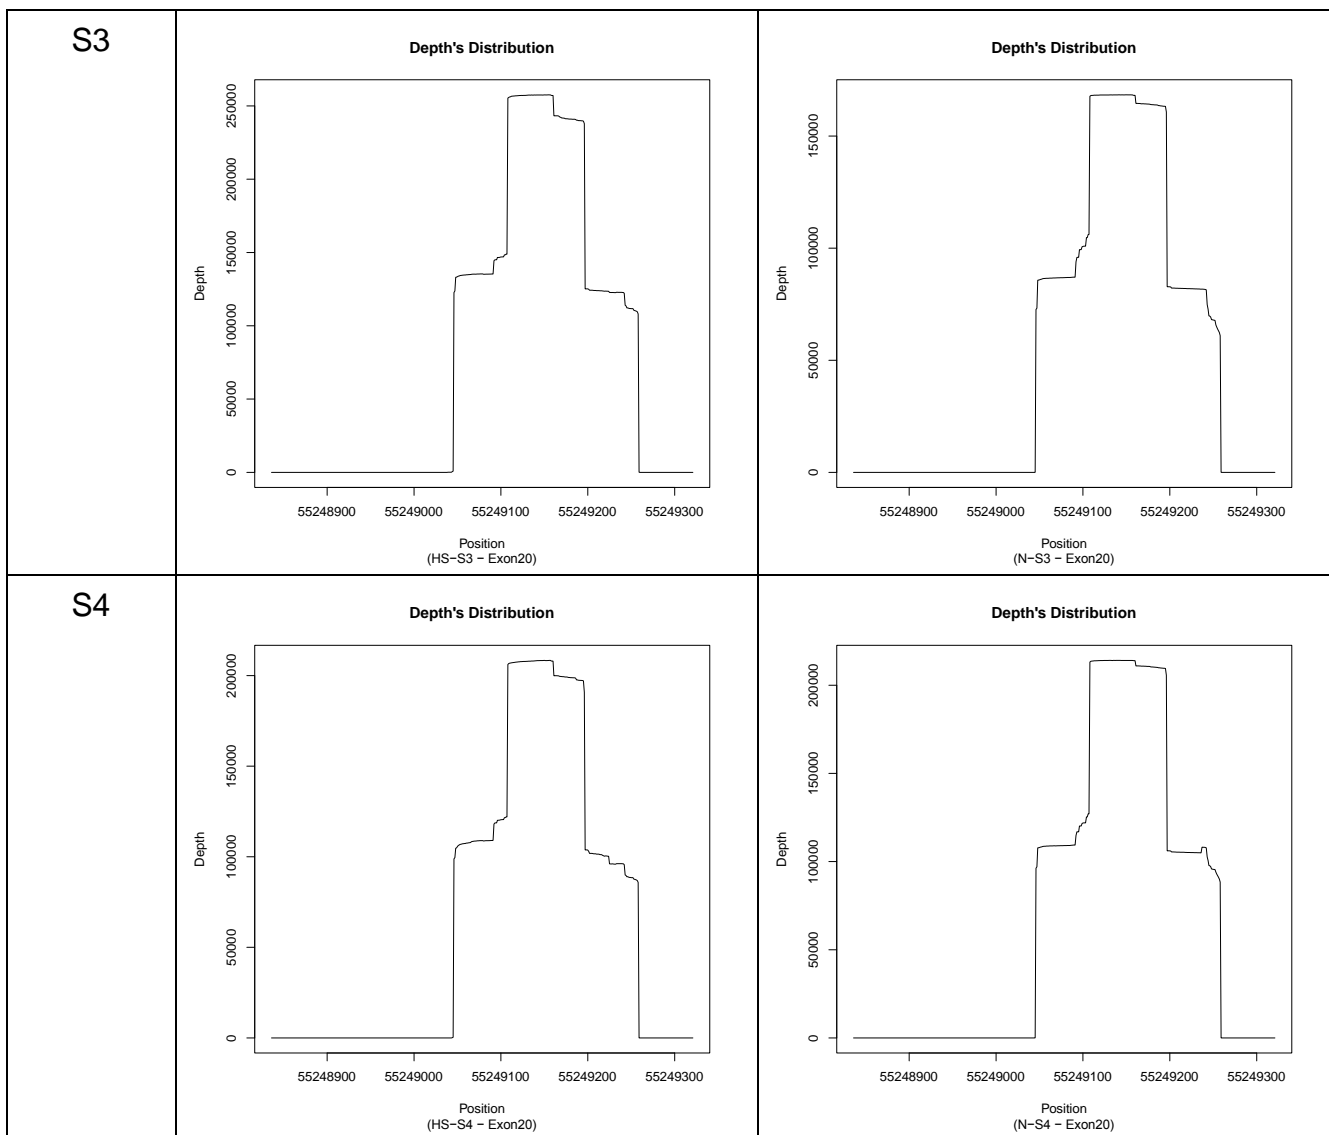 S3
Depth's Distribution
Depth
250000
200000
150000
100000
50000
0
55248900 55249000 55249100 55249200 55249300
Position
(HS−S3 − Exon20)
Depth's Distribution
Depth
150000
100000
50000
0
55248900 55249000 55249100 55249200 55249300
Position
(N−S3 − Exon20)
S4
Depth's Distribution
Depth
200000
150000
100000
50000
0
55248900 55249000 55249100 55249200 55249300
Position
(HS−S4 − Exon20)
Depth's Distribution
Depth
200000
150000
100000
50000
0
55248900 55249000 55249100 55249200 55249300
Position
(N−S4 − Exon20)